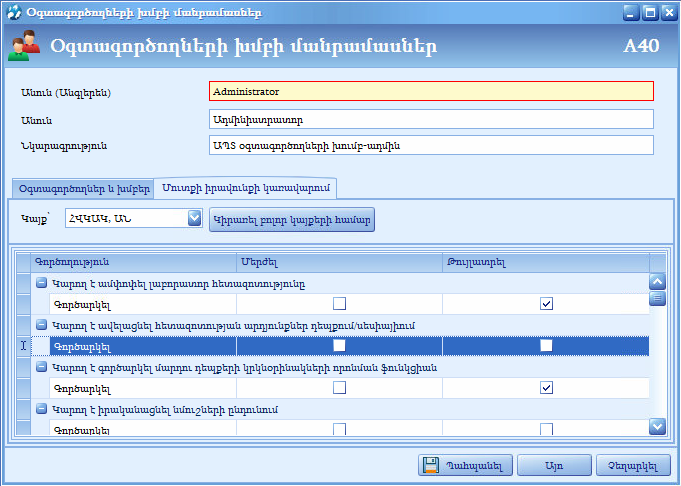 Օգտագործողների խմբի մանրամասներ
Օգտագործողների խմբի մանրամասներ A40
Անուն (Անգլերեն) Administrator
Անուն Ադմինիստրատոր
Նկարագրություն ԱՊՏ օգտագործողների խումբ-ադմին
Օգտագործողներ և խմբեր Մուտքի իրավունքի կառավարում
Կայք՝ ՀՎԿԱԿ, ԱՆ Կիրառել բոլոր կայքերի համար
Գործողություն Մերժել Թույլատրել
Կարող է ամփոփել լաբորատոր հետազոտությունը
Գործարկել
Կարող է ավելացնել հետազոտության արդյունքներ դեպքում/սեսիայիում
Գործարկել
Կարող է գործարկել մարդու դեպքերի կրկնօրինակների որոնման ֆունկցիան
Գործարկել
Կարող է իրականացնել նմուշների ընդունում
Գործարկել
Պահպանել Այո Չեղարկել